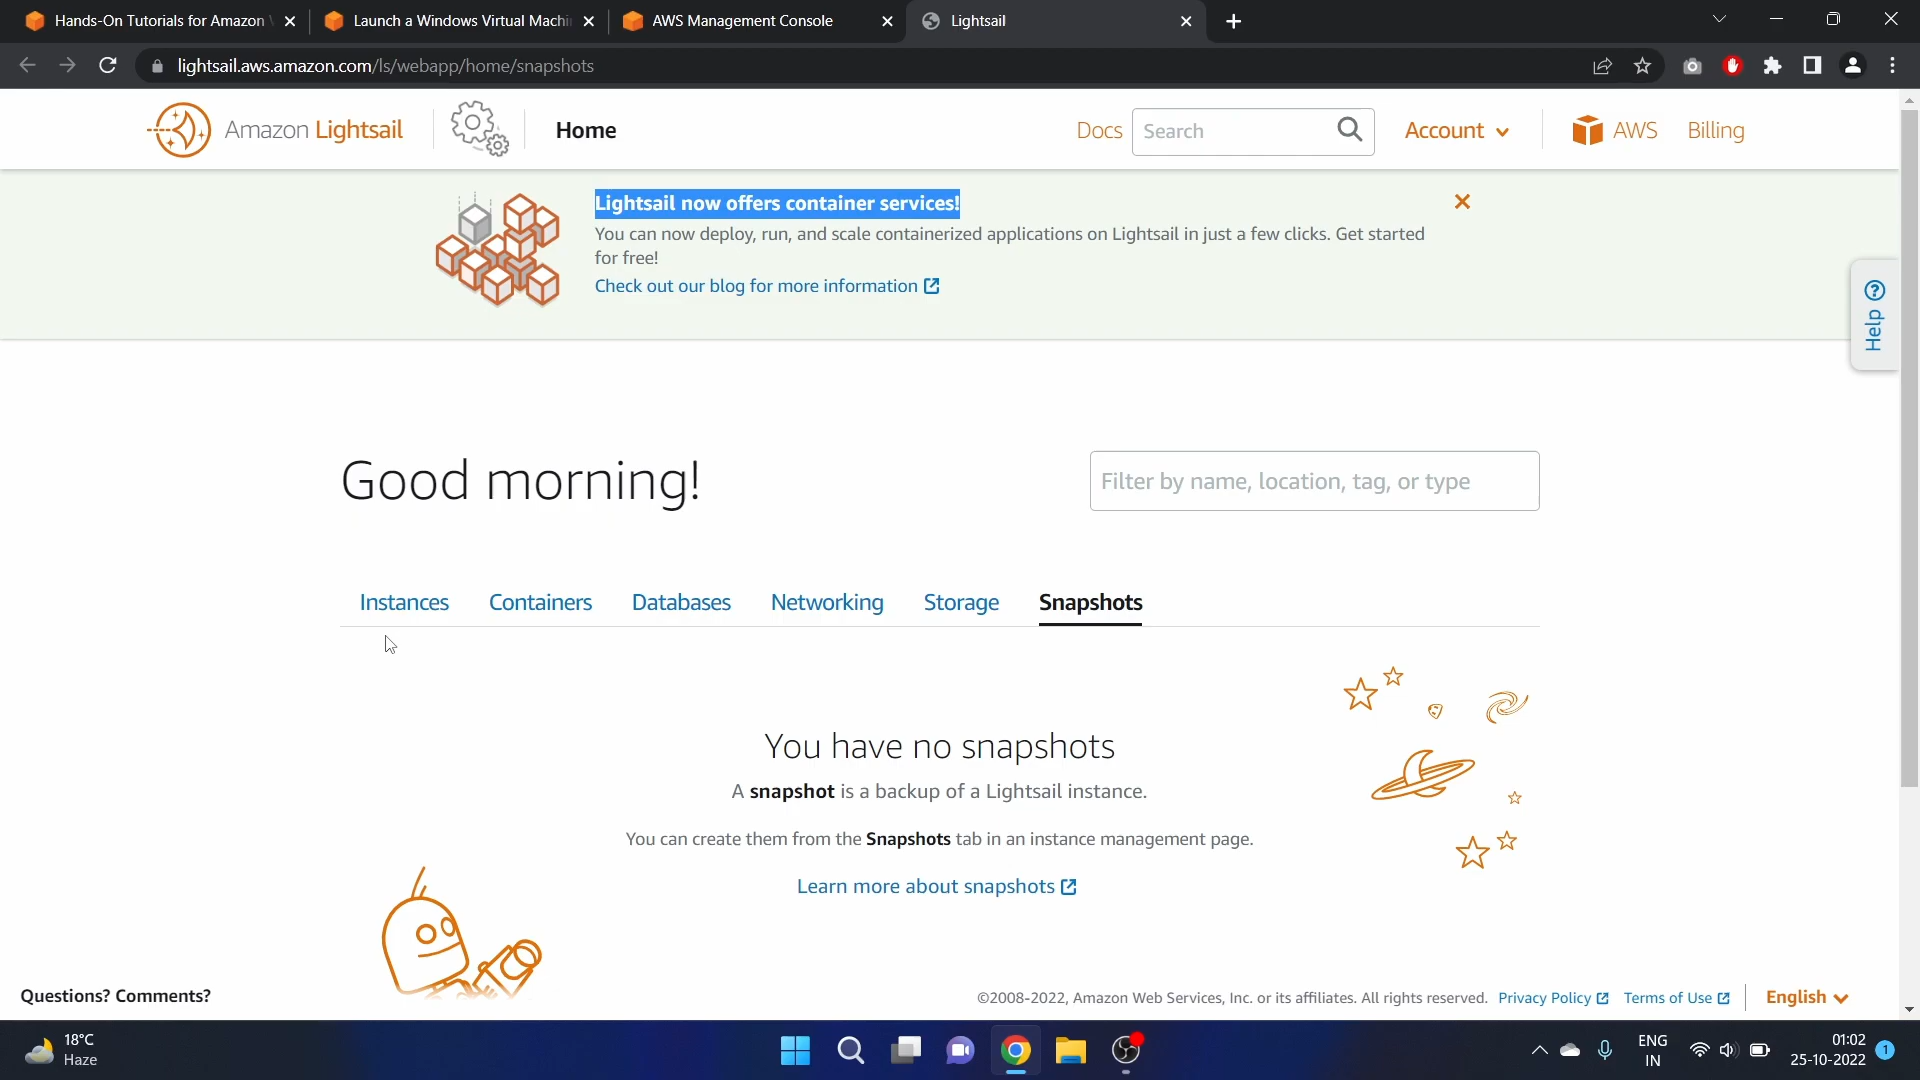 Hands-On Tutorials for Amazon
Launch a Windows Virtual Machi
AWS Management Console
Lightsail
lightsail.aws.amazon.com/ls/webapp/home/snapshots
Amazon Lightsail
Home
Docs
Search
Account
AWS
Billing
Lightsail now offers container services!
You can now deploy, run, and scale containerized applications on Lightsail in just a few clicks. Get started
for free!
Check out our blog for more information
Help
Good morning!
Filter by name, location, tag, or type
Instances
Containers
Databases
Networking
Storage
Snapshots
You have no snapshots
A snapshot is a backup of a Lightsail instance.
You can create them from the Snapshots tab in an instance management page.
Learn more about snapshots
Questions? Comments?
©2008-2022, Amazon Web Services, Inc. or its affiliates. All rights reserved.
Privacy Policy
Terms of Use
English
18°C
Haze
ENG
IN
01:02
25-10-2022
1